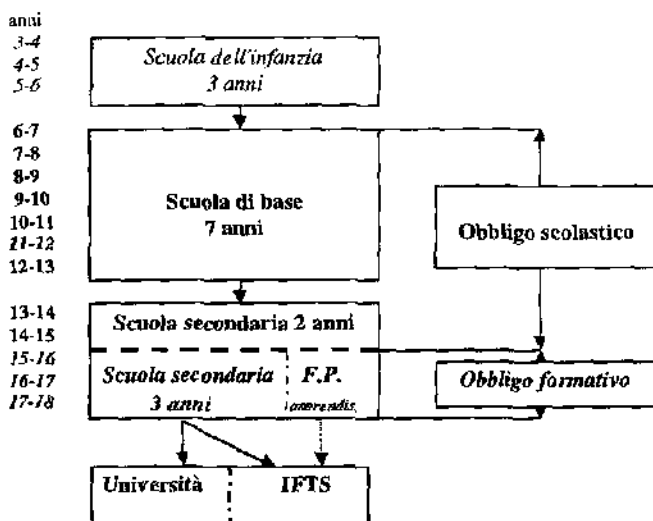 anni
3-4
4-5
5-6
Scuola dell'infanzia
3 anni
6-7
7-8
8-9
9-10
10-11
11-12
12-13
Scuola di base
7 anni
Obbligo scolastico
13-14
14-15
15-16
16-17
17-18
Scuola secondaria 2 anni
Scuola secondaria
3 anni
F.P.
apprendis.
Obbligo formativo
Università
IFTS